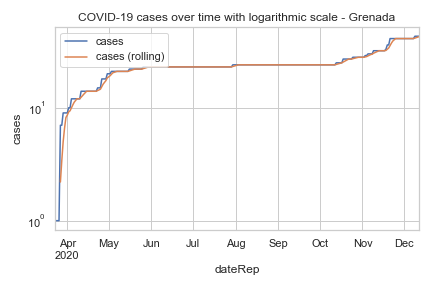 COVID-19 cases over time with logarithmic scale - Grenada
cases
cases (rolling)
10¹
10⁰
cases
Apr May Jun Jul Aug Sep Oct Nov Dec
2020
dateRep